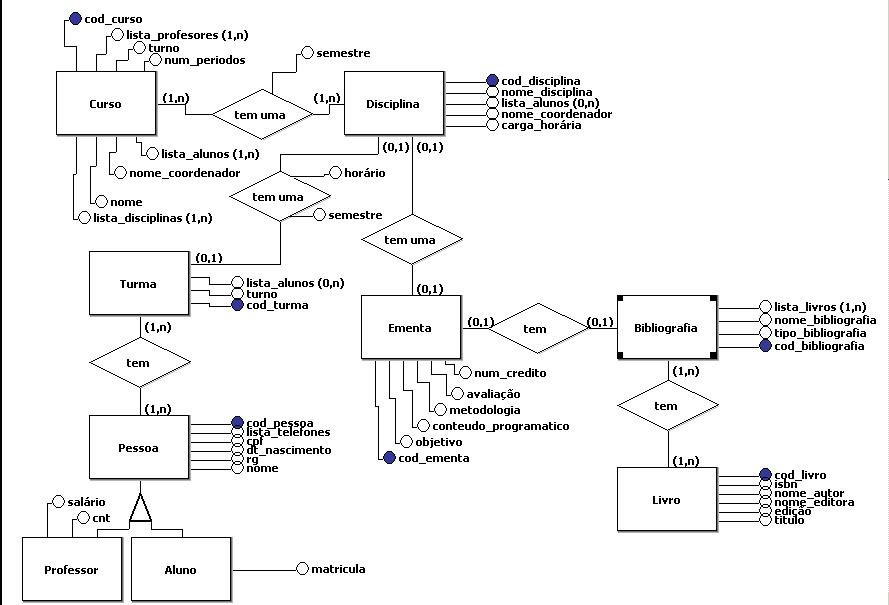 cod_curso
lista_profesores (1,n)
turno
num_periodos
Curso
(1,n)
tem uma
semestre
(1,n)
Disciplina
cod_disciplina
nome_disciplina
lista_alunos (0,n)
nome_coordenador
carga_horária
lista_alunos (1,n)
nome_coordenador
nome
lista_disciplinas (1,n)
(0,1)
(0,1)
tem uma
horário
semestre
(0,1)
tem uma
(0,1)
Turma
lista_alunos (0,n)
turno
cod_turma
(1,n)
tem
(1,n)
Ementa
(0,1)
tem
(0,1)
Bibliografia
lista_livros (1,n)
nome_bibliografia
tipo_bibliografia
cod_bibliografia
num_credito
avaliação
metodologia
conteudo_programatico
objetivo
cod_ementa
(1,n)
tem
(1,n)
Pessoa
cod_pessoa
lista_telefones
cpf
dt_nascimento
rg
nome
Livro
cod_livro
isbn
nome_autor
nome_editora
edição
titulo
salário
cnt
Professor
Aluno
matricula